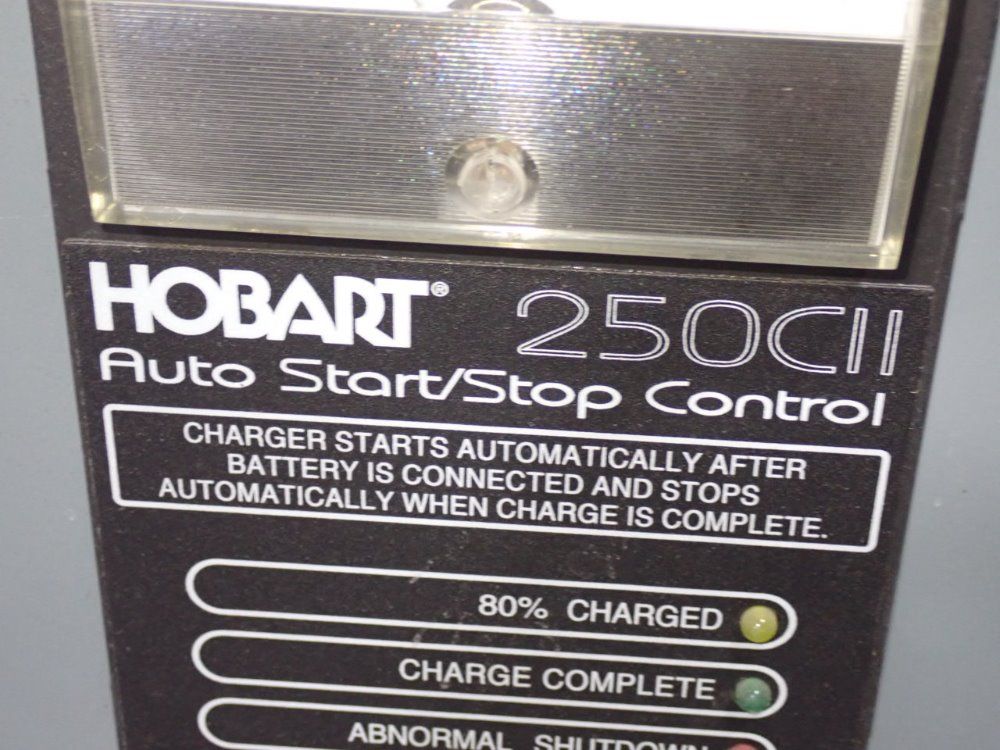 HOBART® 250CII
Auto Start/Stop Control
CHARGER STARTS AUTOMATICALLY AFTER
BATTERY IS CONNECTED AND STOPS
AUTOMATICALLY WHEN CHARGE IS COMPLETE.
80% CHARGED
CHARGE COMPLETE
ABNORMAL SHUTDOWN